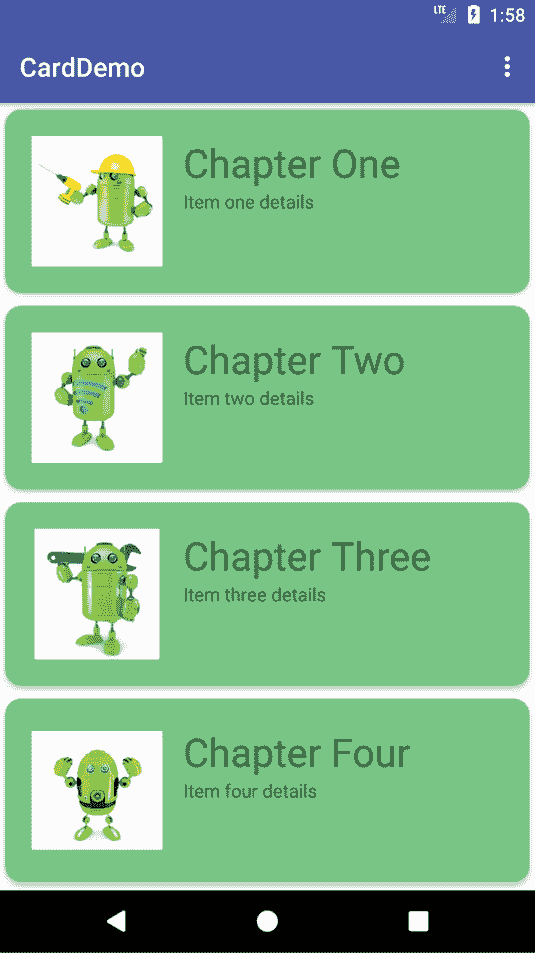 LTE 1:58
CardDemo
Chapter One
Item one details
Chapter Two
Item two details
Chapter Three
Item three details
Chapter Four
Item four details